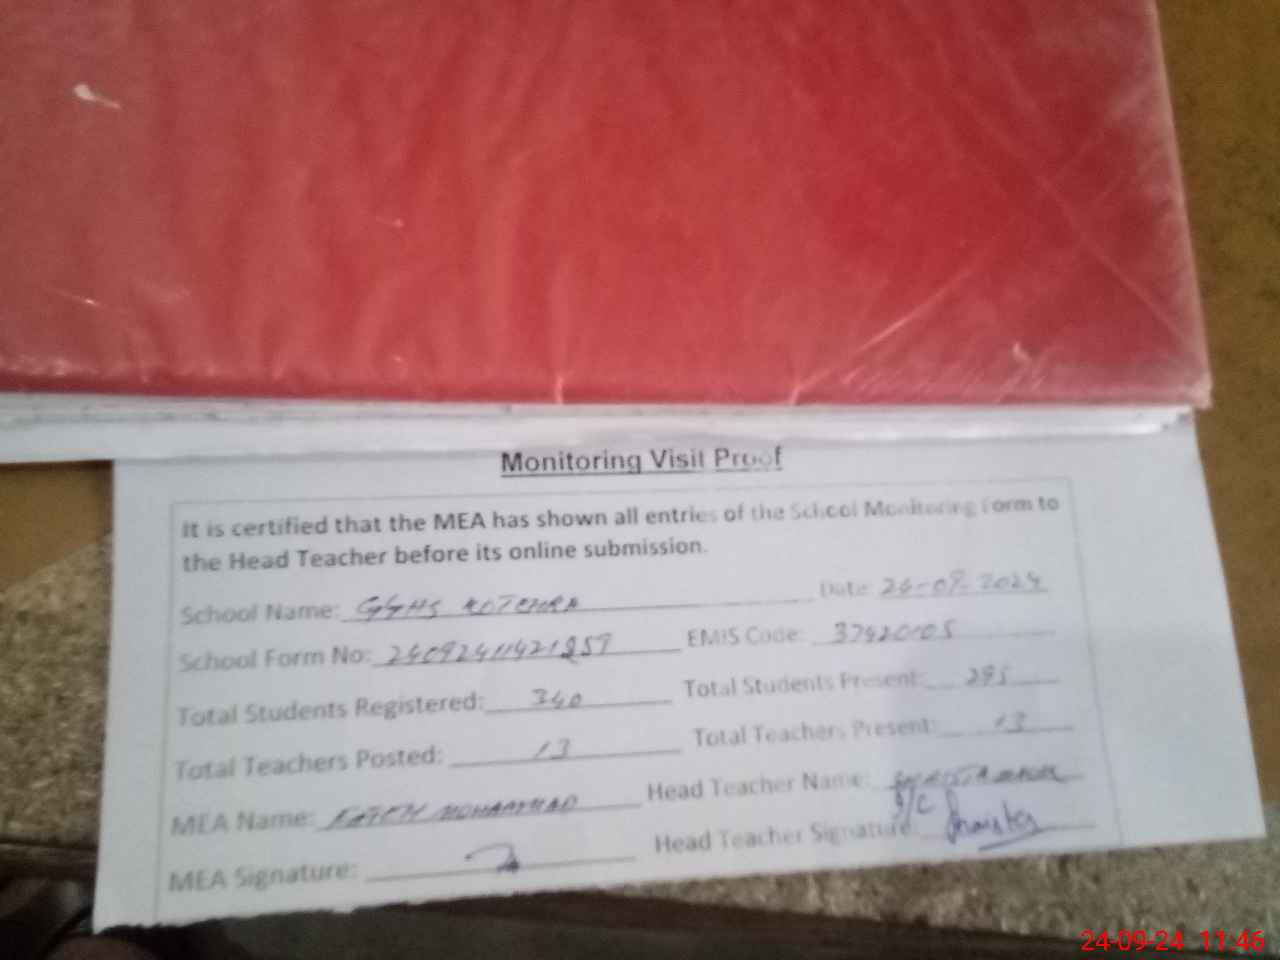 Monitoring Visit Proof
It is certified that the MEA has shown all entries of the School Monitoring Form to
the Head Teacher before its online submission.
School Name: GGHS KOTEHRA Date: 24-09-2024
School Form No: 24092411421859 EMIS Code: 37420105
Total Students Registered: 340 Total Students Present: 295
Total Teachers Posted: 13 Total Teachers Present: 13
MEA Name: FATEH MOHAMMAD Head Teacher Name:
MEA Signature: Head Teacher Signature: I/C
24-09-24 11:46